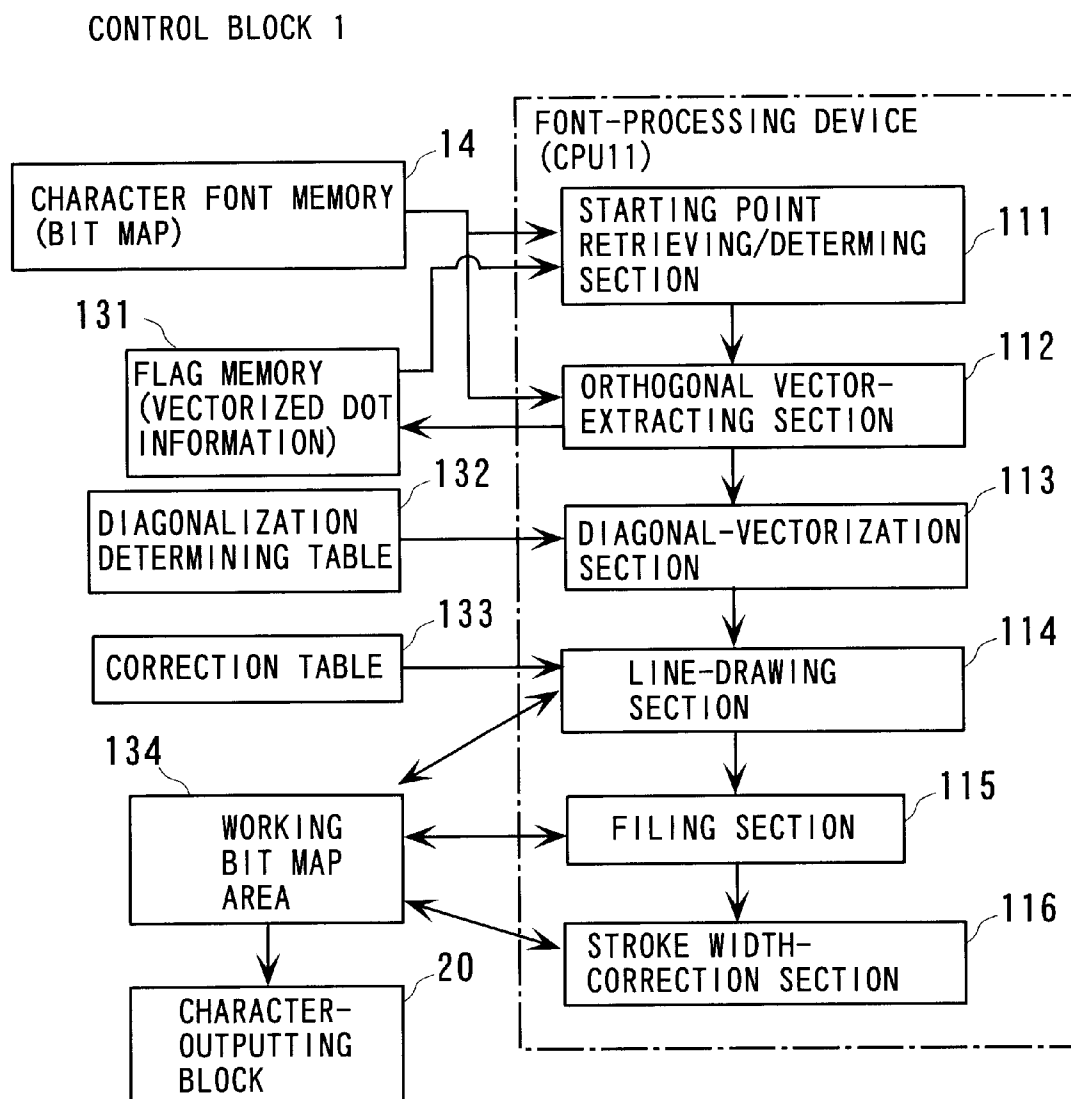 CONTROL BLOCK 1
FONT-PROCESSING DEVICE
(CPU11)
14
CHARACTER FONT MEMORY
(BIT MAP)
STARTING POINT
RETRIEVING/DETERMING
SECTION
111
131
FLAG MEMORY
(VECTORIZED DOT
INFORMATION)
ORTHOGONAL VECTOR-
EXTRACTING SECTION
112
132
DIAGONALIZATION
DETERMINING TABLE
DIAGONAL-VECTORIZATION
SECTION
113
133
CORRECTION TABLE
LINE-DRAWING
SECTION
114
134
WORKING
BIT MAP
AREA
FILING SECTION
115
STROKE WIDTH-
CORRECTION SECTION
116
20
CHARACTER-
OUTPUTTING
BLOCK